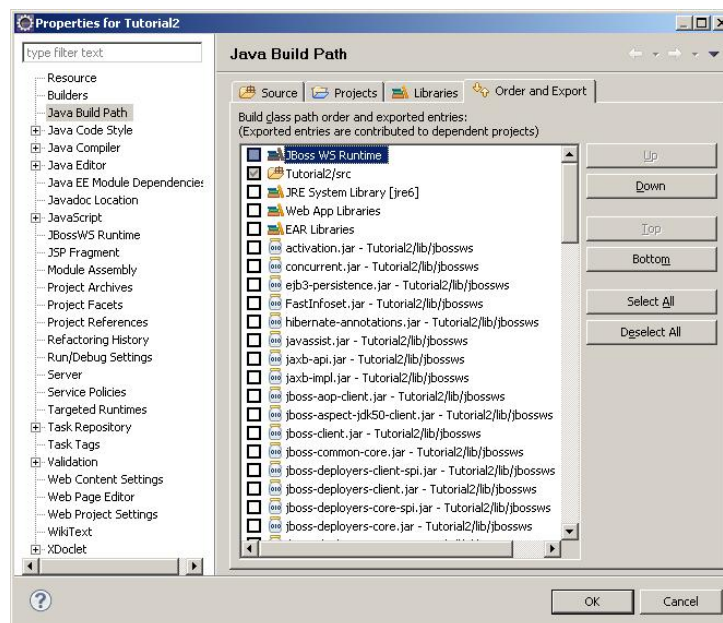 Properties for Tutorial2
type filter text
Resource
Builders
Java Build Path
Java Code Style
Java Compiler
Java Editor
Java EE Module Dependencies
Javadoc Location
JavaScript
JBossWS Runtime
JSP Fragment
Module Assembly
Project Archives
Project Facets
Project References
Refactoring History
Run/Debug Settings
Server
Service Policies
Targeted Runtimes
Task Repository
Task Tags
Validation
Web Content Settings
Web Page Editor
Web Project Settings
WikiText
XDoclet
Java Build Path
Source Projects Libraries Order and Export
Build class path order and exported entries:
(Exported entries are contributed to dependent projects)
JBoss WS Runtime
Tutorial2/src
JRE System Library [jre6]
Web App Libraries
EAR Libraries
activation.jar - Tutorial2/lib/jbossws
concurrent.jar - Tutorial2/lib/jbossws
ejb3-persistence.jar - Tutorial2/lib/jbossws
FastInfoset.jar - Tutorial2/lib/jbossws
hibernate-annotations.jar - Tutorial2/lib/jbossws
javassist.jar - Tutorial2/lib/jbossws
jaxb-api.jar - Tutorial2/lib/jbossws
jaxb-impl.jar - Tutorial2/lib/jbossws
jboss-aop-client.jar - Tutorial2/lib/jbossws
jboss-aspect-jdk50-client.jar - Tutorial2/lib/jbossws
jboss-client.jar - Tutorial2/lib/jbossws
jboss-common-core.jar - Tutorial2/lib/jbossws
jboss-deployers-client-spi.jar - Tutorial2/lib/jbossws
jboss-deployers-client.jar - Tutorial2/lib/jbossws
jboss-deployers-core-spi.jar - Tutorial2/lib/jbossws
jboss-deployers-core.jar - Tutorial2/lib/jbossws
Up
Down
Top
Bottom
Select All
Deselect All
OK Cancel